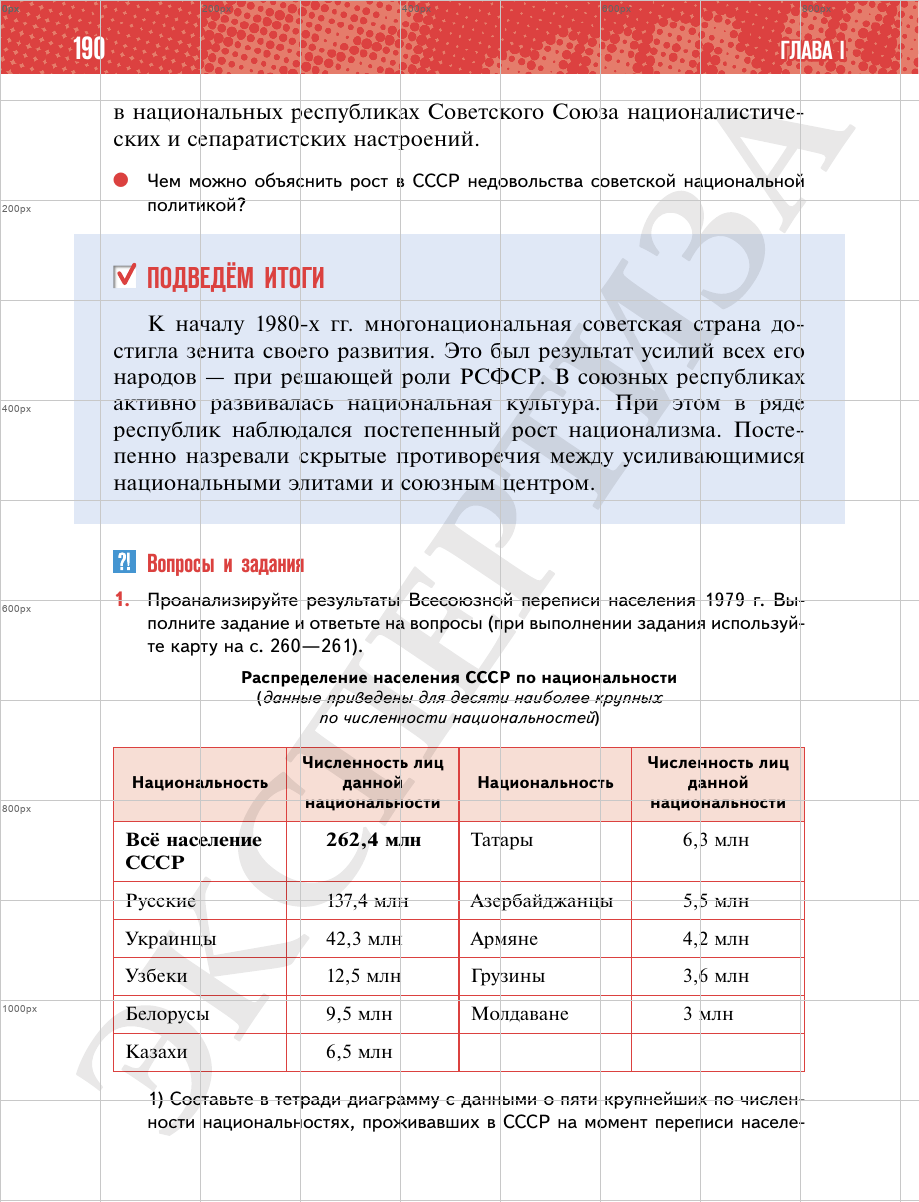 190
ГЛАВА I
в национальных республиках Советского Союза националистиче-
ских и сепаратистских настроений.
Чем можно объяснить рост в СССР недовольства советской национальной
политикой?
ПОДВЕДЁМ ИТОГИ
К началу 1980-х гг. многонациональная советская страна до-
стигла зенита своего развития. Это был результат усилий всех его
народов — при решающей роли РСФСР. В союзных республиках
активно развивалась национальная культура. При этом в ряде
республик наблюдался постепенный рост национализма. Посте-
пенно назревали скрытые противоречия между усиливающимися
национальными элитами и союзным центром.
?! Вопросы и задания
1. Проанализируйте результаты Всесоюзной переписи населения 1979 г. Вы-
полните задание и ответьте на вопросы (при выполнении задания используй-
те карту на с. 260—261).
Распределение населения СССР по национальности
(данные приведены для десяти наиболее крупных
по численности национальностей)
Национальность
Численность лиц
данной
национальности
Национальность
Численность лиц
данной
национальности
Всё население
СССР
262,4 млн
Татары
6,3 млн
Русские
137,4 млн
Азербайджанцы
5,5 млн
Украинцы
42,3 млн
Армяне
4,2 млн
Узбеки
12,5 млн
Грузины
3,6 млн
Белорусы
9,5 млн
Молдаване
3 млн
Казахи
6,5 млн
1) Составьте в тетради диаграмму с данными о пяти крупнейших по числен-
ности национальностях, проживавших в СССР на момент переписи населе-
ЭКСПЕРТИЗА
200px
400px
600px
800px
1000px